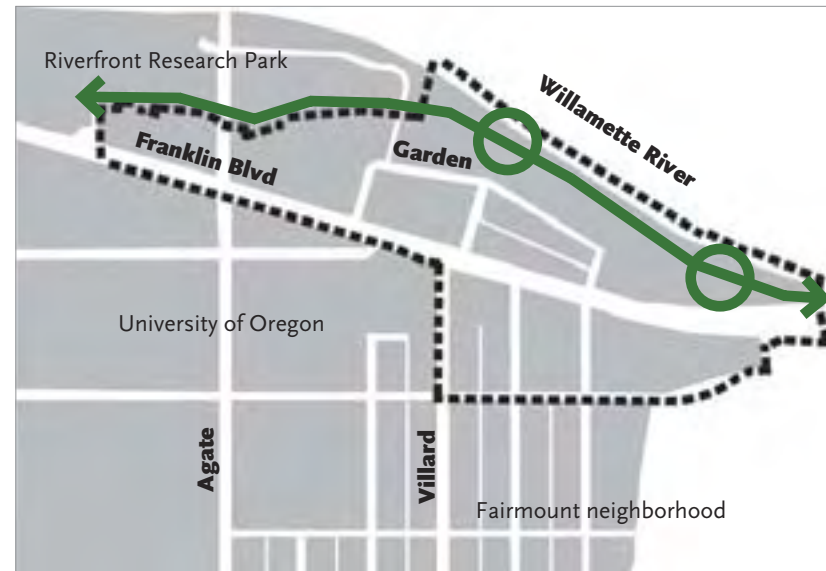 Riverfront Research Park
Willamette River
Franklin Blvd
Garden
University of Oregon
Agate
Villard
Fairmount neighborhood